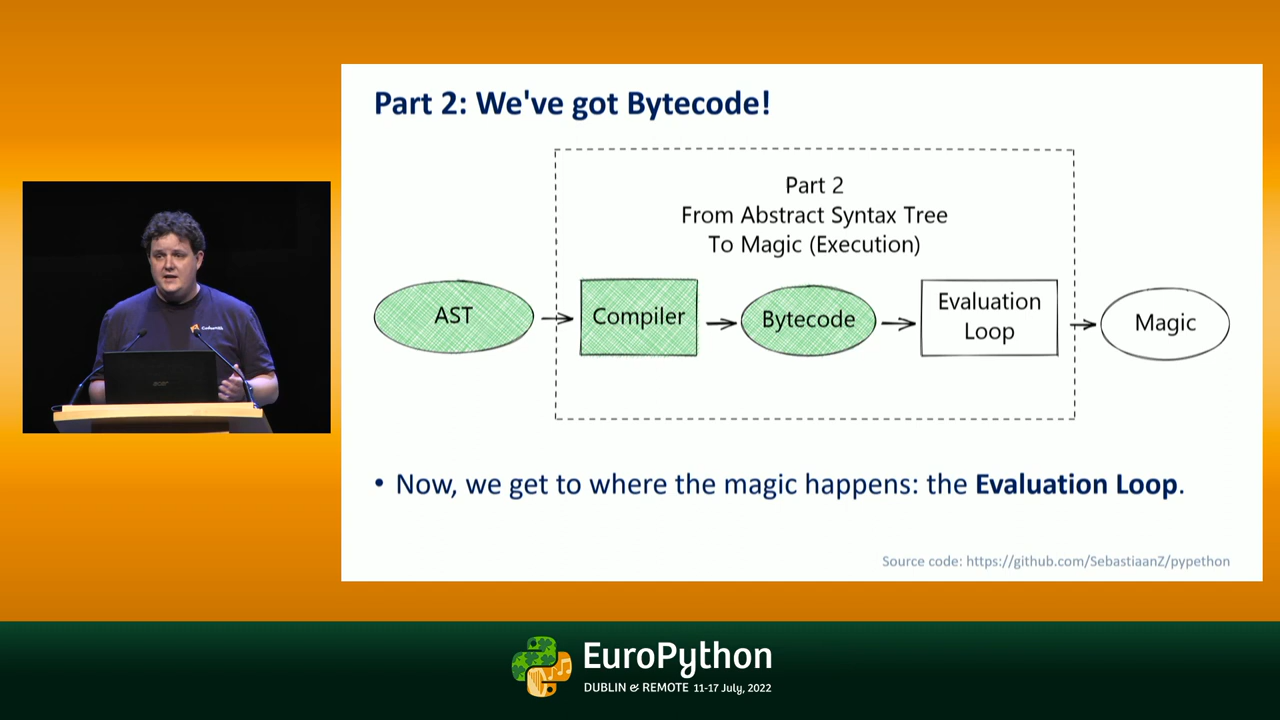 Part 2: We've got Bytecode!
Part 2
From Abstract Syntax Tree
To Magic (Execution)
AST
Compiler
Bytecode
Evaluation
Loop
Magic
• Now, we get to where the magic happens: the Evaluation Loop.
Source code: https://github.com/SebastiaanZ/pypethon
EuroPython
DUBLIN & REMOTE 11-17 July, 2022